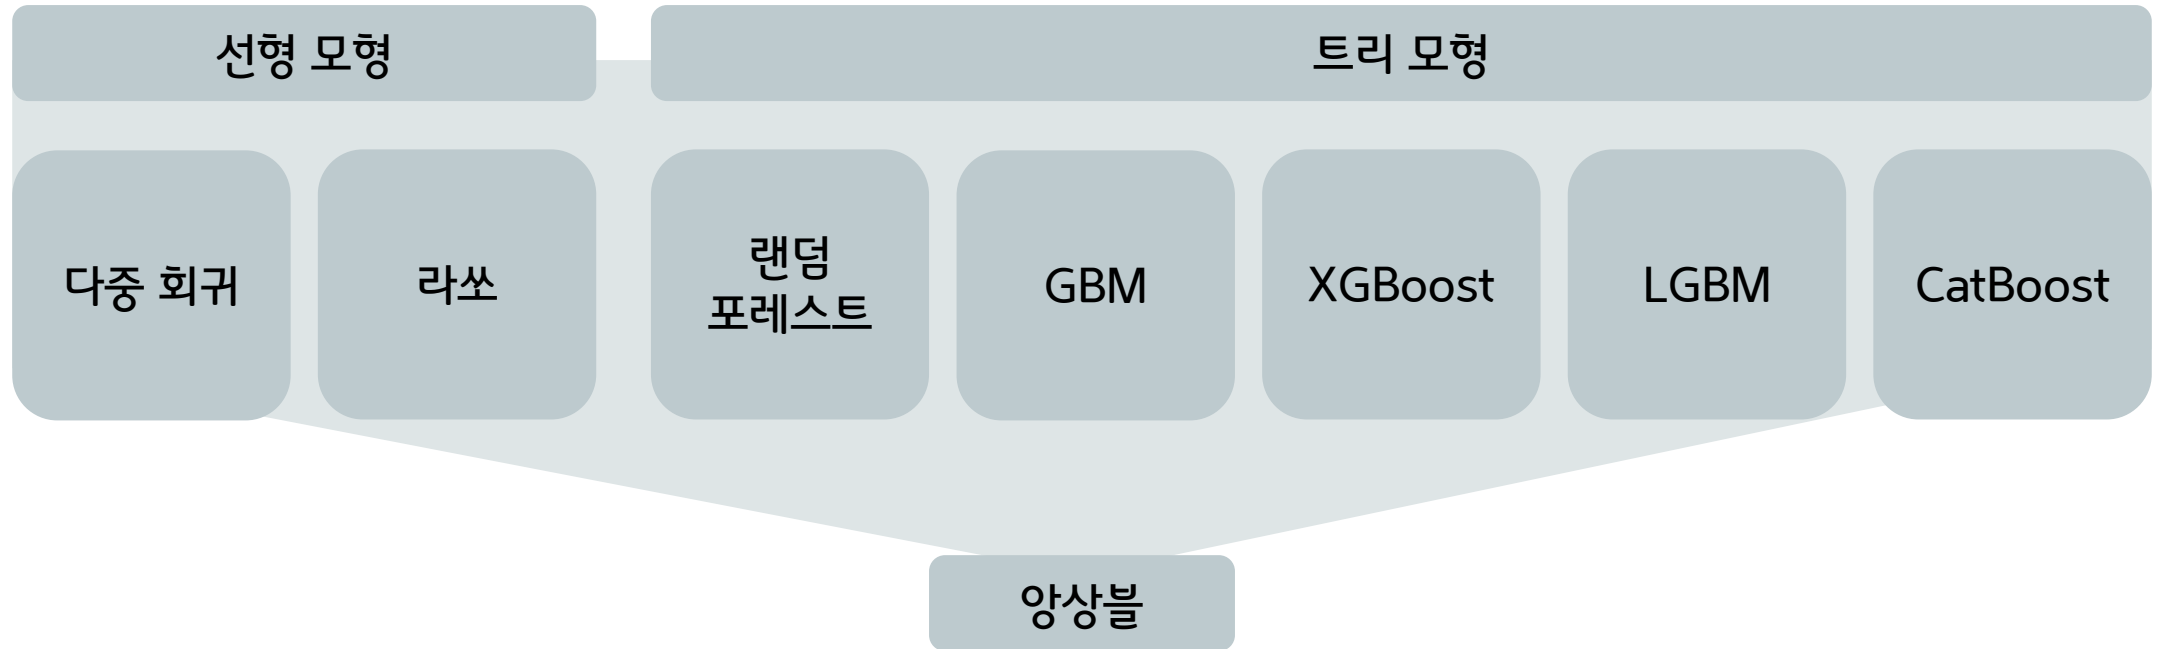 선형 모형
트리 모형
다중 회귀
라쏘
랜덤
포레스트
GBM
XGBoost
LGBM
CatBoost
앙상블